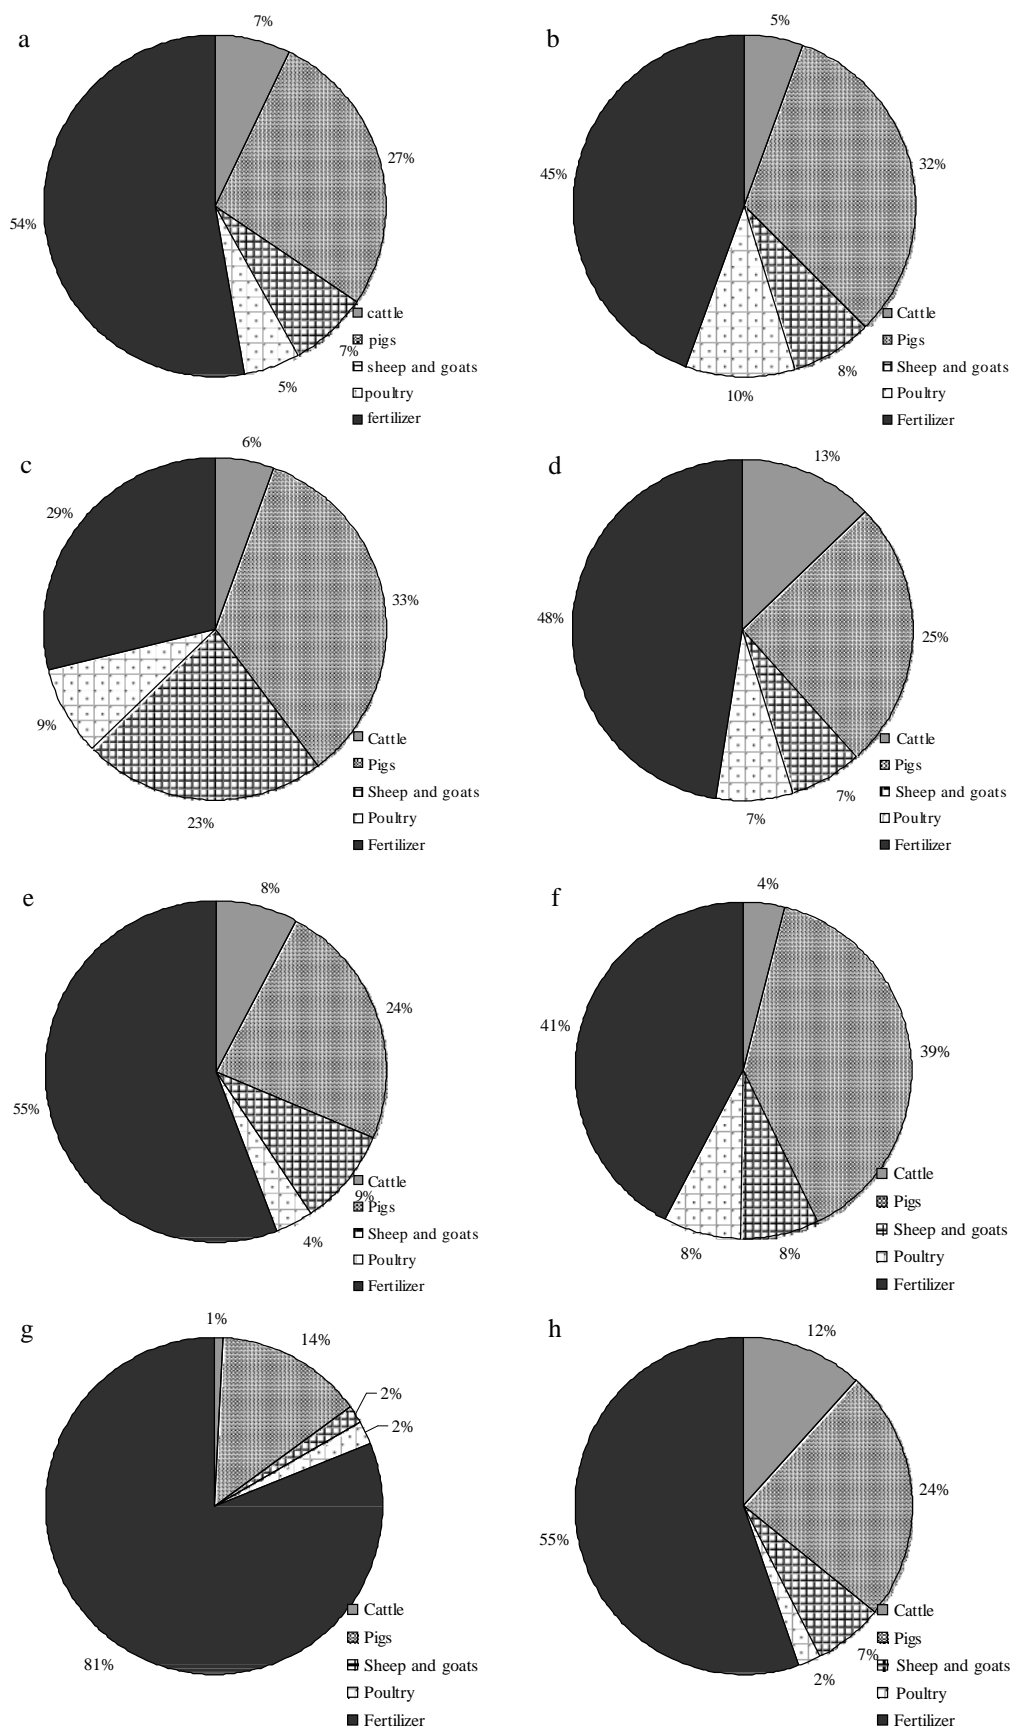 a
7%
27%
54%
7%
5%
cattle
pigs
sheep and goats
poultry
fertilizer
b
5%
32%
45%
8%
10%
Cattle
Pigs
Sheep and goats
Poultry
Fertilizer
c
6%
29%
33%
9%
23%
Cattle
Pigs
Sheep and goats
Poultry
Fertilizer
d
13%
48%
25%
7%
7%
Cattle
Pigs
Sheep and goats
Poultry
Fertilizer
e
8%
24%
55%
9%
4%
Cattle
Pigs
Sheep and goats
Poultry
Fertilizer
f
4%
41%
39%
8%
8%
Cattle
Pigs
Sheep and goats
Poultry
Fertilizer
g
1%
14%
2%
2%
81%
Cattle
Pigs
Sheep and goats
Poultry
Fertilizer
h
12%
24%
55%
7%
2%
Cattle
Pigs
Sheep and goats
Poultry
Fertilizer